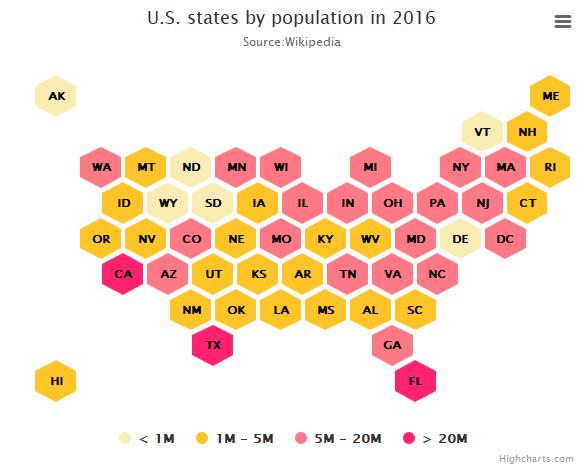 U.S. states by population in 2016
Source:Wikipedia
AK ME
VT NH
WA MT ND MN WI MI NY MA RI
ID WY SD IA IL IN OH PA NJ CT
OR NV CO NE MO KY WV MD DE DC
CA AZ UT KS AR TN VA NC
NM OK LA MS AL SC
TX GA
HI FL
< 1M 1M - 5M 5M - 20M > 20M
Highcharts.com